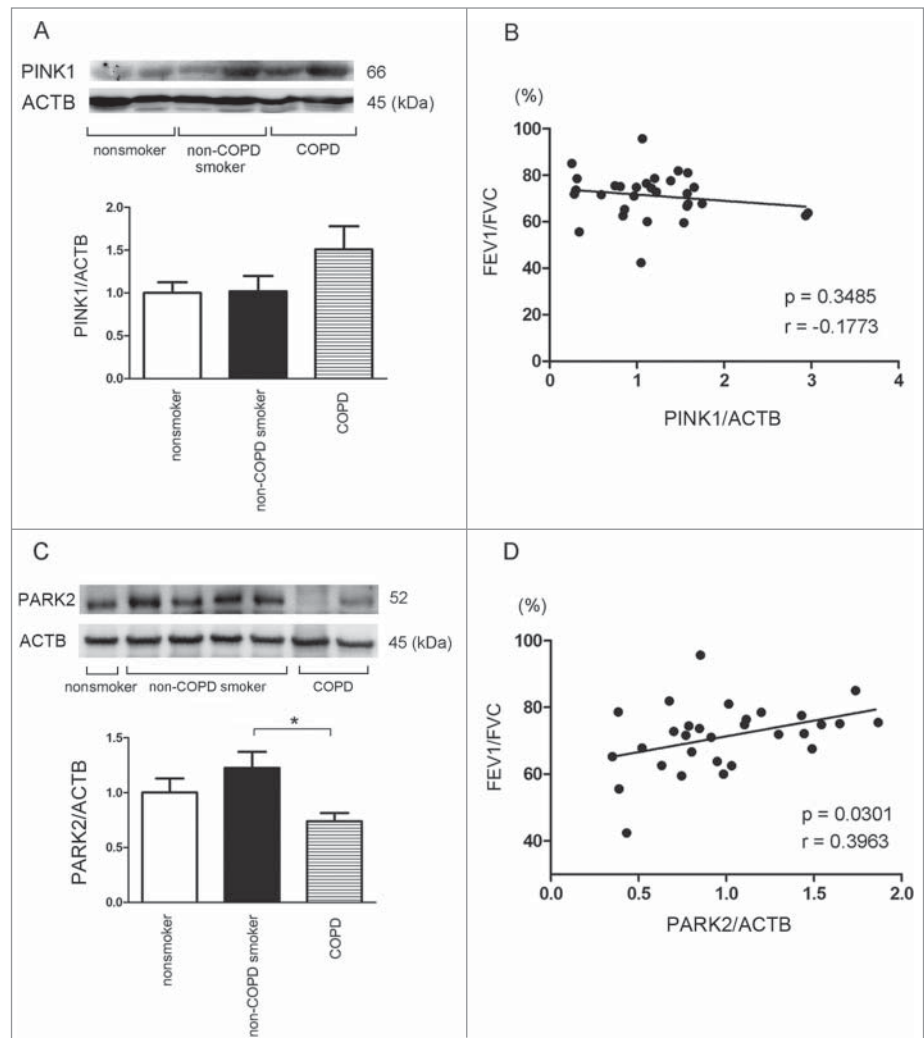 A
PINK1 66
ACTB 45 (kDa)
nonsmoker non-COPD smoker COPD
PINK1/ACTB
2.0
1.5
1.0
0.5
0.0
nonsmoker
non-COPD smoker
COPD
B
(%)
FEV1/FVC
100
80
60
40
20
0
p = 0.3485
r = -0.1773
0 1 2 3 4
PINK1/ACTB
C
PARK2 52
ACTB 45 (kDa)
nonsmoker non-COPD smoker COPD
*
PARK2/ACTB
1.5
1.0
0.5
0.0
nonsmoker
non-COPD smoker
COPD
D
(%)
FEV1/FVC
100
80
60
40
p = 0.0301
r = 0.3963
0.0 0.5 1.0 1.5 2.0
PARK2/ACTB